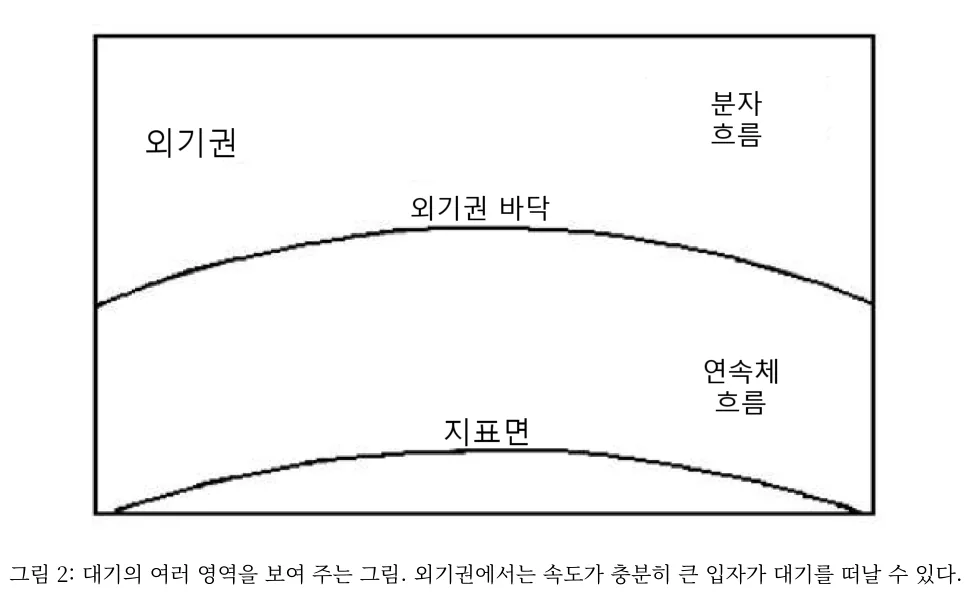 외기권
분자
흐름
외기권 바닥
연속체
흐름
지표면
그림 2: 대기의 여러 영역을 보여 주는 그림. 외기권에서는 속도가 충분히 큰 입자가 대기를 떠날 수 있다.